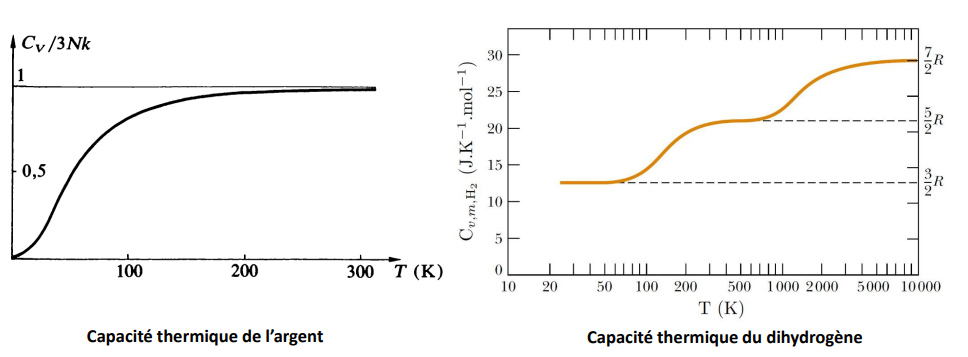 C_V/3Nk
1
0,5
100
200
300
T (K)
Capacité thermique de l'argent
C_{v,m,H_2} (J.K^{-1}.mol^{-1})
30
25
20
15
10
5
0
7/2 R
5/2 R
3/2 R
10 20 50 100 200 500 1000 2000 5000 10000
T (K)
Capacité thermique du dihydrogène